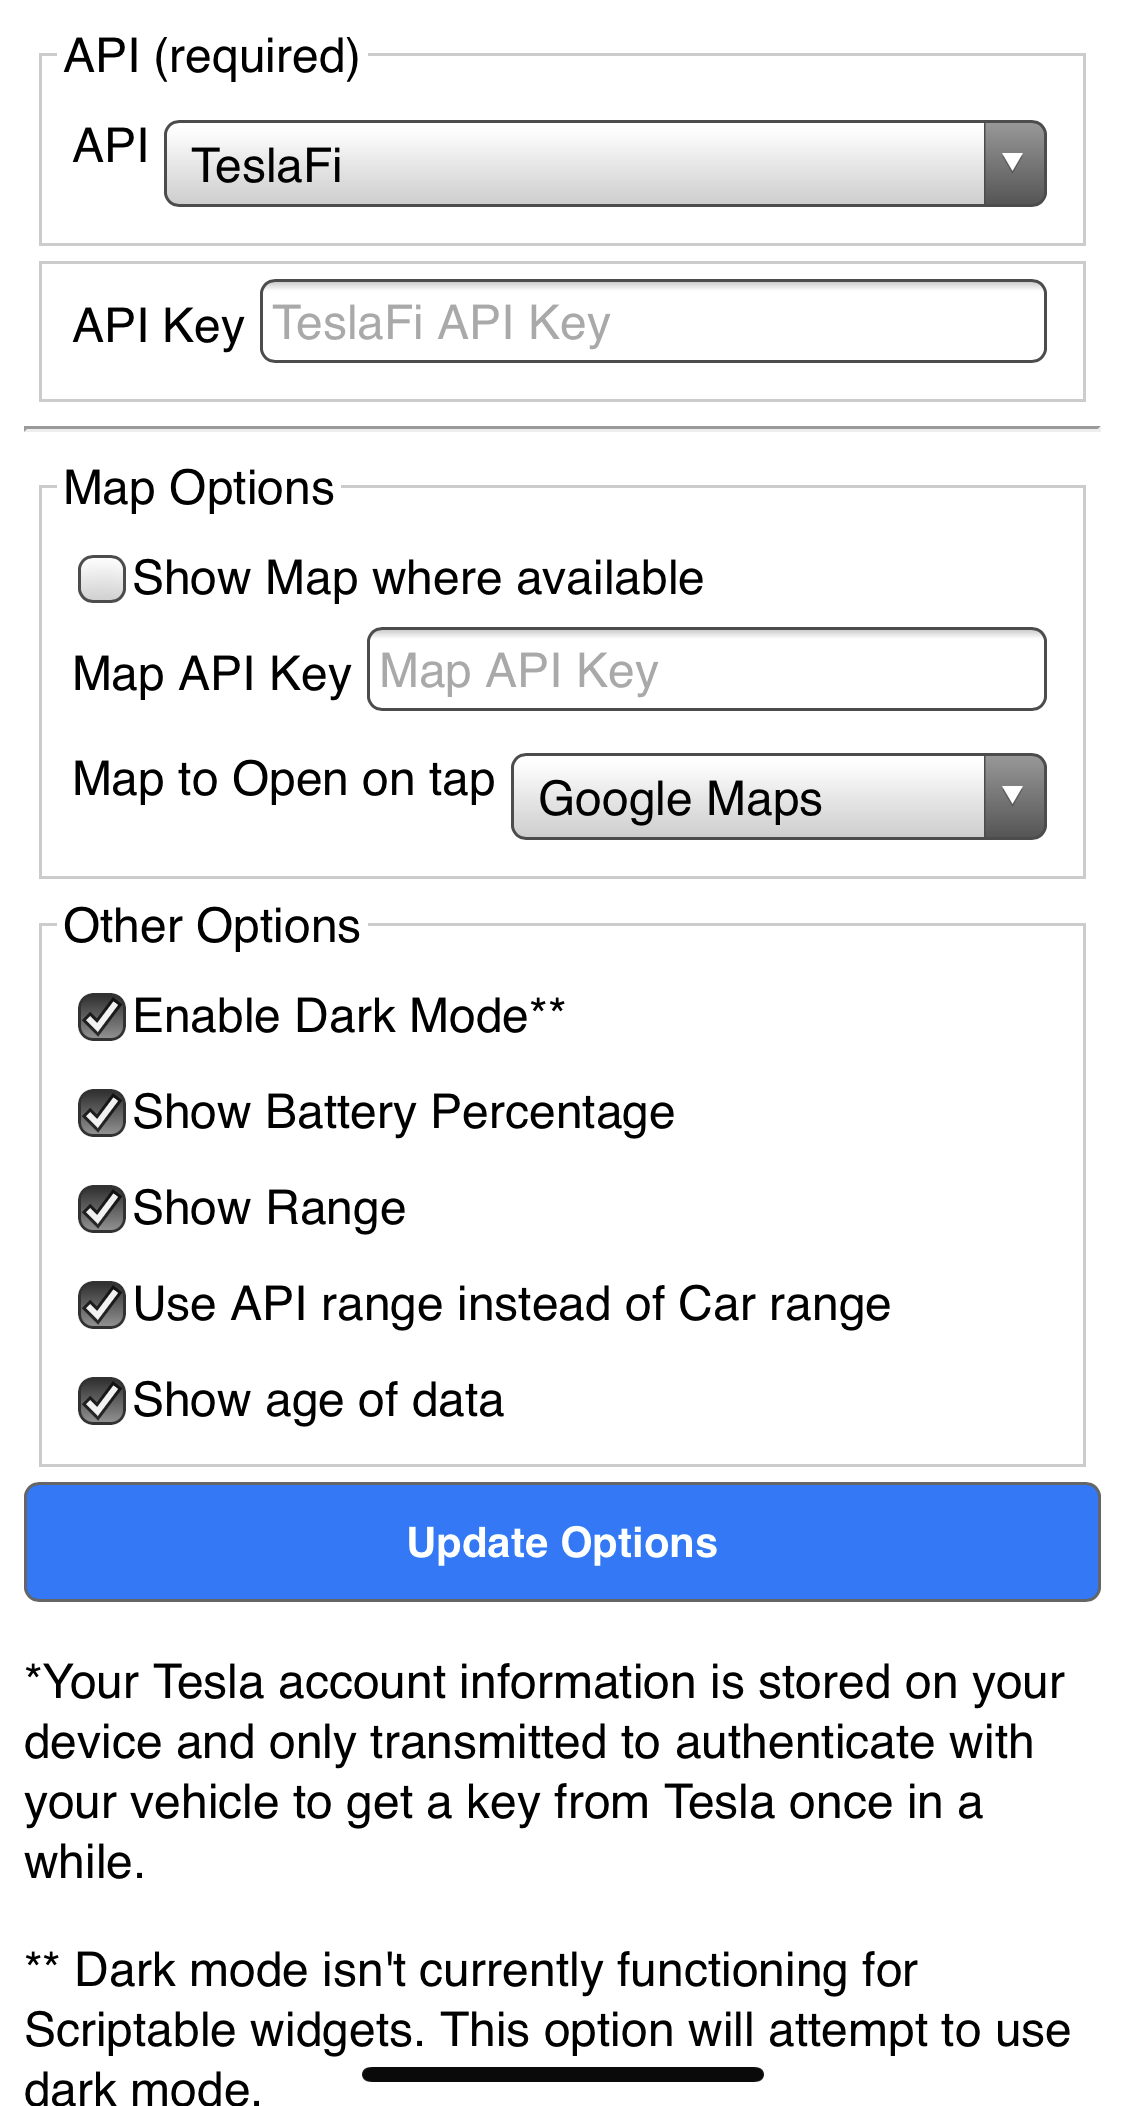 API (required)
API TeslaFi
API Key TeslaFi API Key
Map Options
Show Map where available
Map API Key Map API Key
Map to Open on tap Google Maps
Other Options
Enable Dark Mode**
Show Battery Percentage
Show Range
Use API range instead of Car range
Show age of data
Update Options
*Your Tesla account information is stored on your
device and only transmitted to authenticate with
your vehicle to get a key from Tesla once in a
while.
** Dark mode isn't currently functioning for
Scriptable widgets. This option will attempt to use
dark mode.